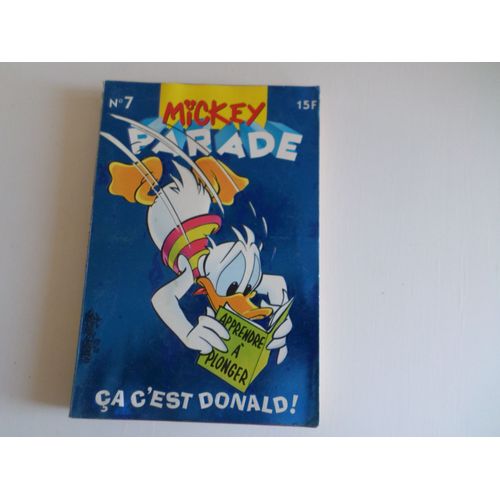 N°7
MiCKEY
15F
PARADE
APPRENDRE
À
PLONGER
ÇA C'EST DONALD!